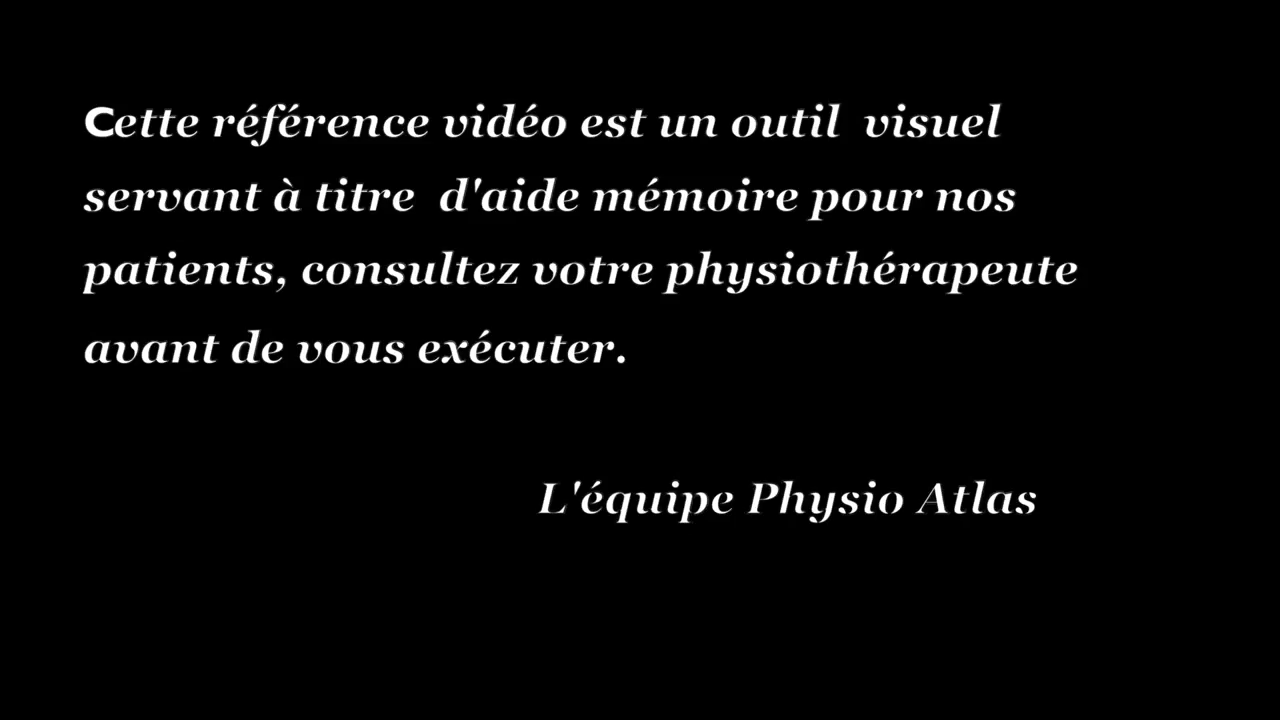 Cette référence vidéo est un outil visuel
servant à titre d'aide mémoire pour nos
patients, consultez votre physiothérapeute
avant de vous exécuter.
L'équipe Physio Atlas